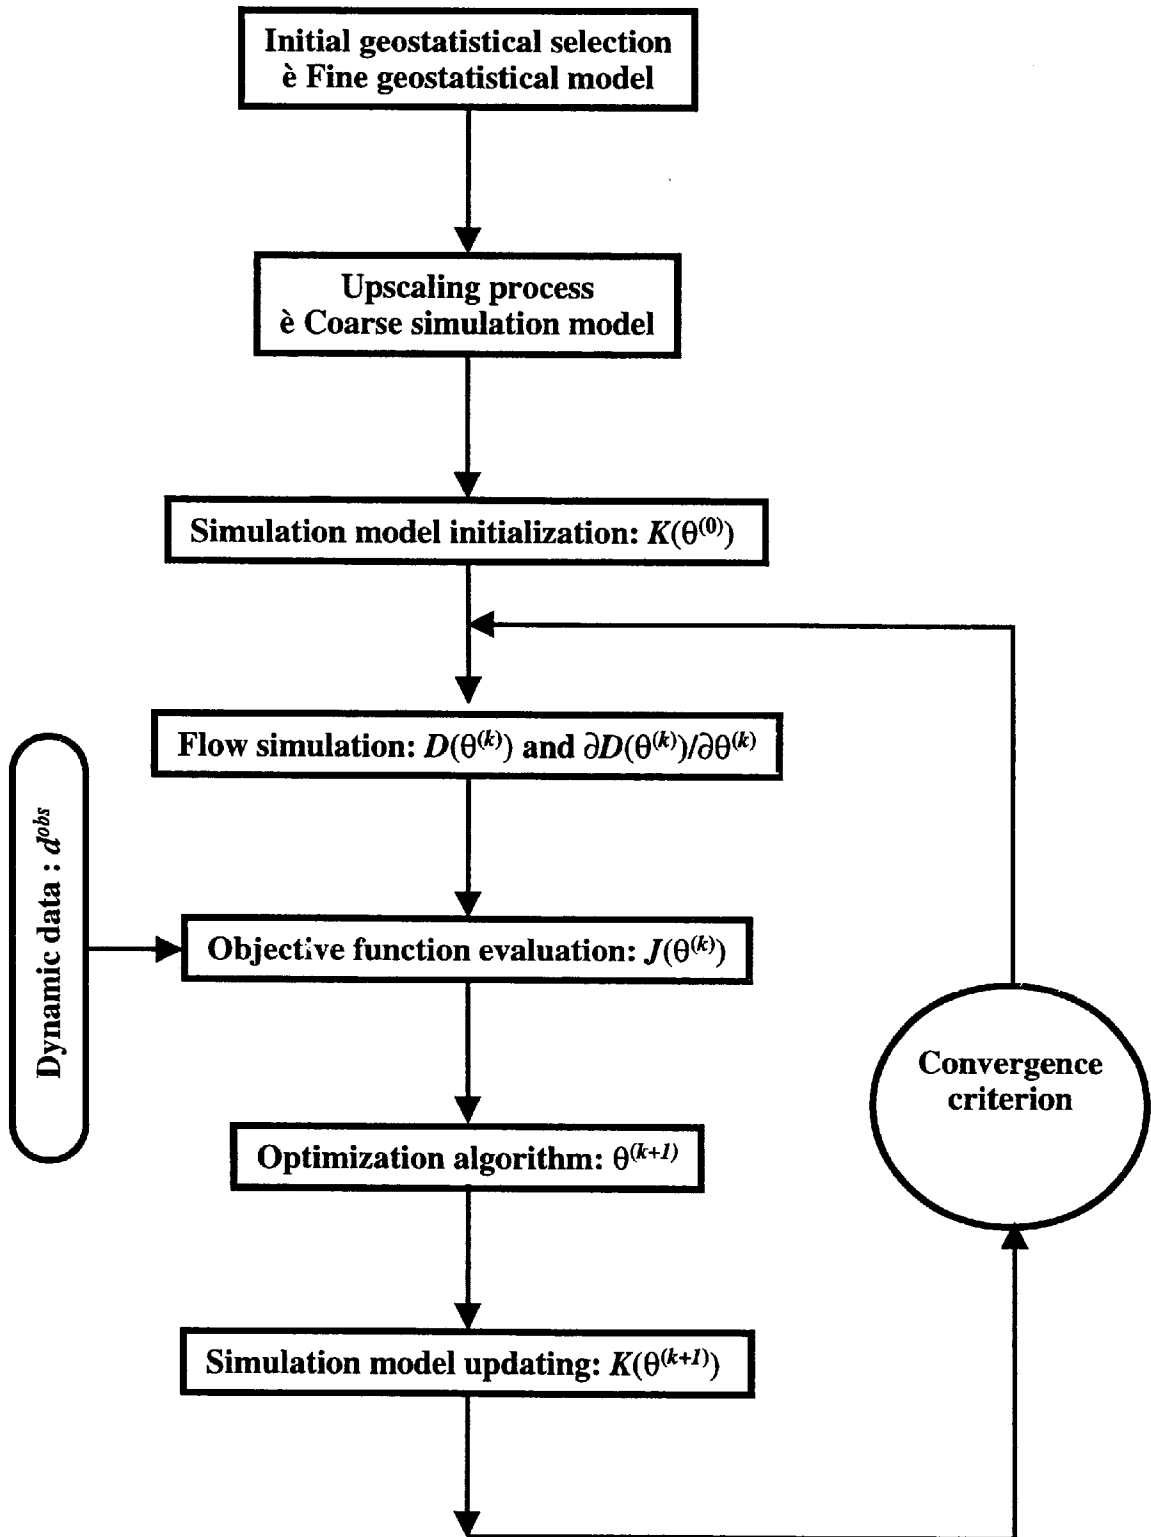 Initial geostatistical selection
è Fine geostatistical model
Upscaling process
è Coarse simulation model
Simulation model initialization: K(θ⁽⁰⁾)
Flow simulation: D(θ⁽ᵏ⁾) and ∂D(θ⁽ᵏ⁾)/∂θ⁽ᵏ⁾
Dynamic data : dᵒᵇˢ
Objective function evaluation: J(θ⁽ᵏ⁾)
Convergence
criterion
Optimization algorithm: θ⁽ᵏ⁺¹⁾
Simulation model updating: K(θ⁽ᵏ⁺¹⁾)